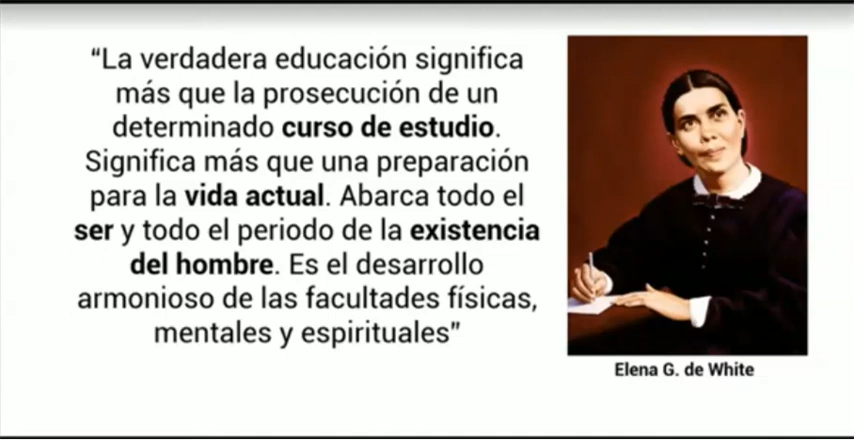 “La verdadera educación significa
más que la prosecución de un
determinado curso de estudio.
Significa más que una preparación
para la vida actual. Abarca todo el
ser y todo el periodo de la existencia
del hombre. Es el desarrollo
armonioso de las facultades físicas,
mentales y espirituales”
Elena G. de White